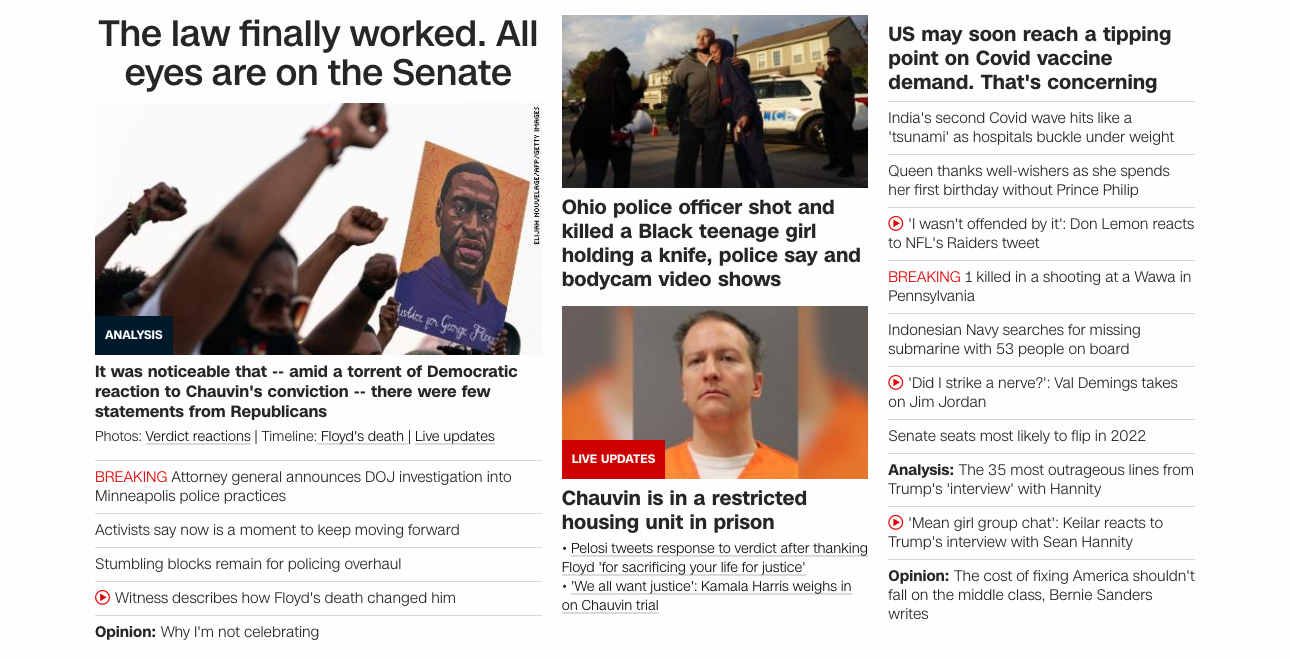 The law finally worked. All
eyes are on the Senate
ELIJAH NOUVELAGE/AFP/GETTY IMAGES
Justice for George Floy
ANALYSIS
It was noticeable that -- amid a torrent of Democratic
reaction to Chauvin's conviction -- there were few
statements from Republicans
Photos: Verdict reactions | Timeline: Floyd's death | Live updates
BREAKING Attorney general announces DOJ investigation into
Minneapolis police practices
Activists say now is a moment to keep moving forward
Stumbling blocks remain for policing overhaul
Witness describes how Floyd's death changed him
Opinion: Why I'm not celebrating
LICE
Ohio police officer shot and
killed a Black teenage girl
holding a knife, police say and
bodycam video shows
LIVE UPDATES
Chauvin is in a restricted
housing unit in prison
• Pelosi tweets response to verdict after thanking
Floyd 'for sacrificing your life for justice'
• 'We all want justice': Kamala Harris weighs in
on Chauvin trial
US may soon reach a tipping
point on Covid vaccine
demand. That's concerning
India's second Covid wave hits like a
'tsunami' as hospitals buckle under weight
Queen thanks well-wishers as she spends
her first birthday without Prince Philip
'I wasn't offended by it': Don Lemon reacts
to NFL's Raiders tweet
BREAKING 1 killed in a shooting at a Wawa in
Pennsylvania
Indonesian Navy searches for missing
submarine with 53 people on board
'Did I strike a nerve?': Val Demings takes
on Jim Jordan
Senate seats most likely to flip in 2022
Analysis: The 35 most outrageous lines from
Trump's 'interview' with Hannity
'Mean girl group chat': Keilar reacts to
Trump's interview with Sean Hannity
Opinion: The cost of fixing America shouldn't
fall on the middle class, Bernie Sanders
writes